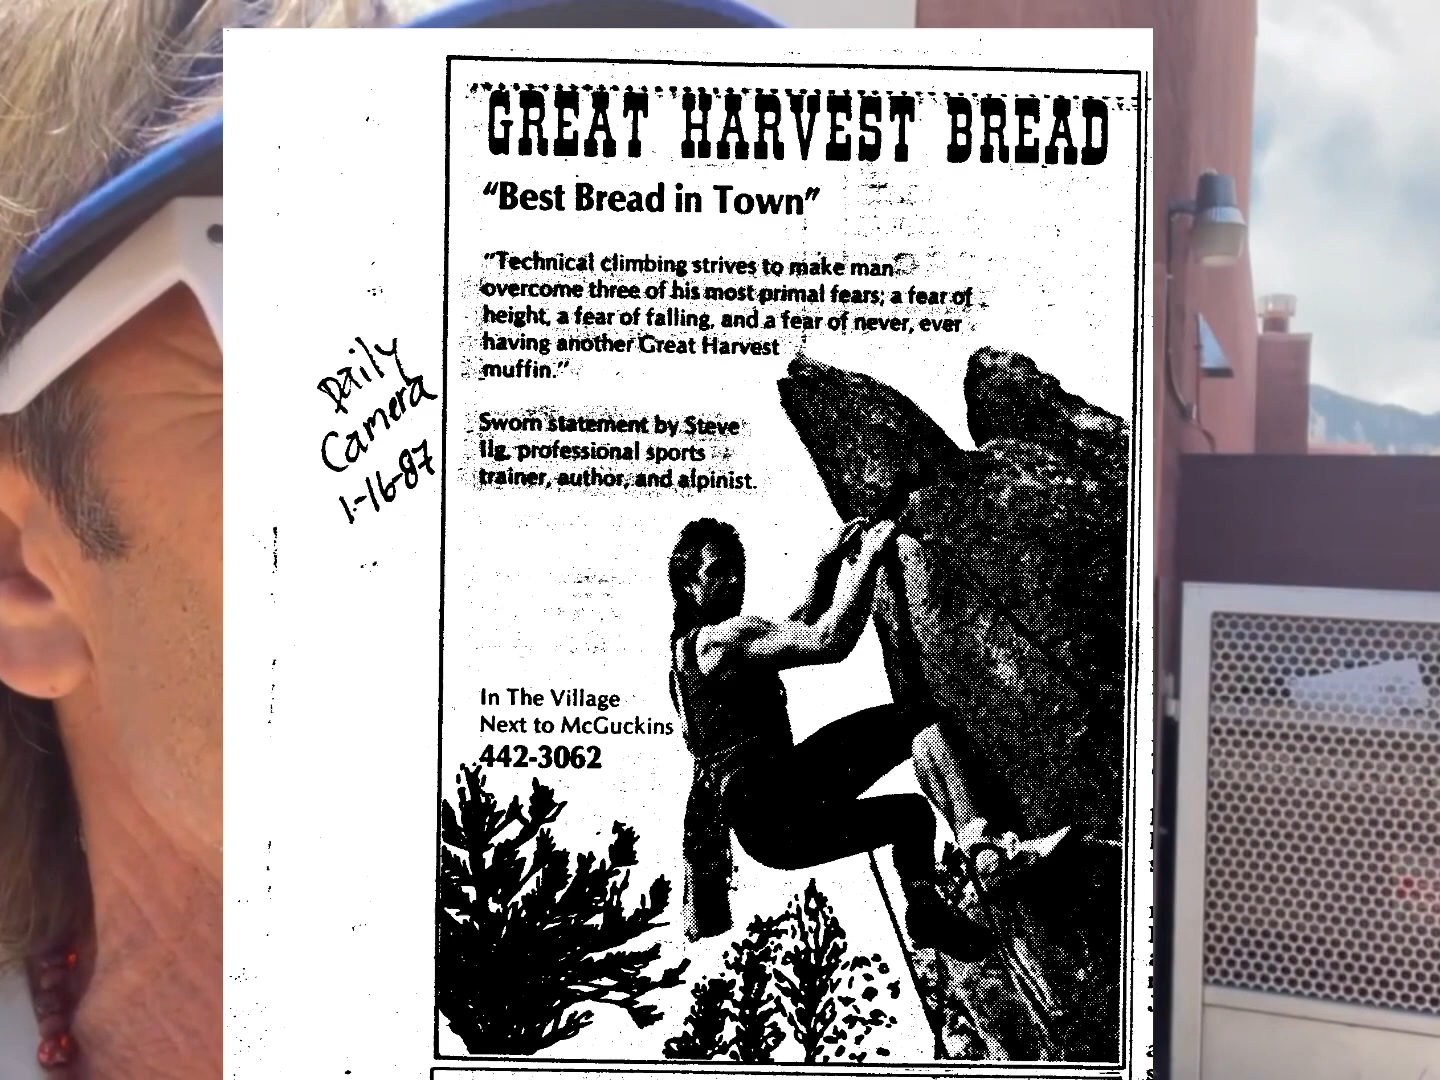 GREAT HARVEST BREAD
"Best Bread in Town"
"Technical climbing strives to make man
overcome three of his most primal fears; a fear of
height, a fear of falling, and a fear of never, ever
having another Great Harvest
muffin."
Sworn statement by Steve
Ilg, professional sports
trainer, author, and alpinist.
In The Village
Next to McGuckins
442-3062
Daily
Camera
1-16-87